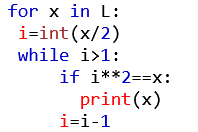 for x in L:
 i=int(x/2)
 while i>1:
     if i**2==x:
       print(x)
     i=i-1